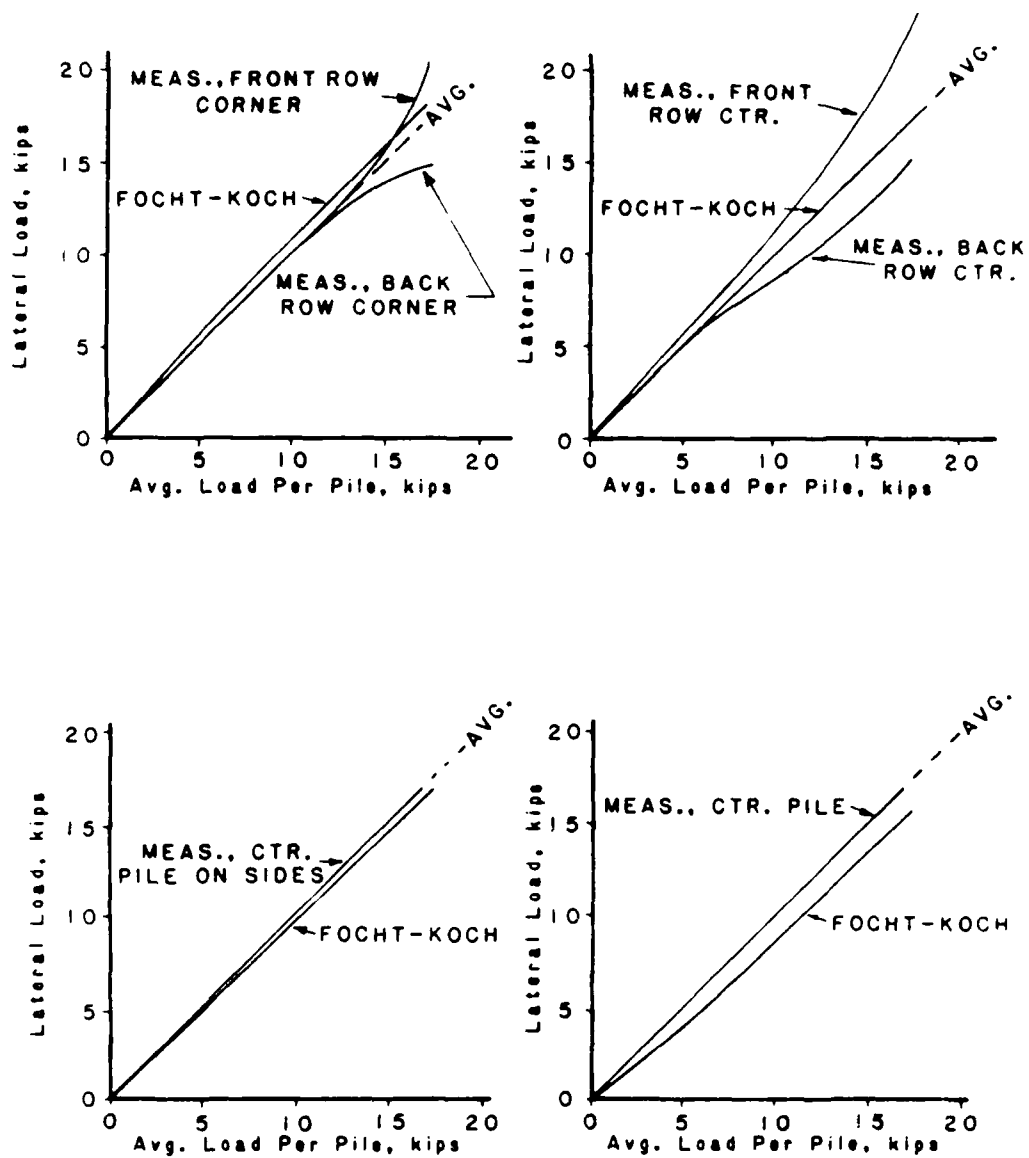 20
15
10
5
0
Lateral Load, kips
MEAS., FRONT ROW
CORNER
AVG.
FOCHT-KOCH
MEAS., BACK
ROW CORNER
0 5 10 15 20
Avg. Load Per Pile, kips
20
15
10
5
0
Lateral Load, kips
MEAS., FRONT
ROW CTR.
AVG.
FOCHT-KOCH
MEAS., BACK
ROW CTR.
0 5 10 15 20
Avg. Load Per Pile, kips
20
15
10
5
0
Lateral Load, kips
AVG.
MEAS., CTR.
PILE ON SIDES
FOCHT-KOCH
0 5 10 15 20
Avg. Load Per Pile, kips
20
15
10
5
0
Lateral Load, kips
AVG.
MEAS., CTR. PILE
FOCHT-KOCH
0 5 10 15 20
Avg. Load Per Pile, kips